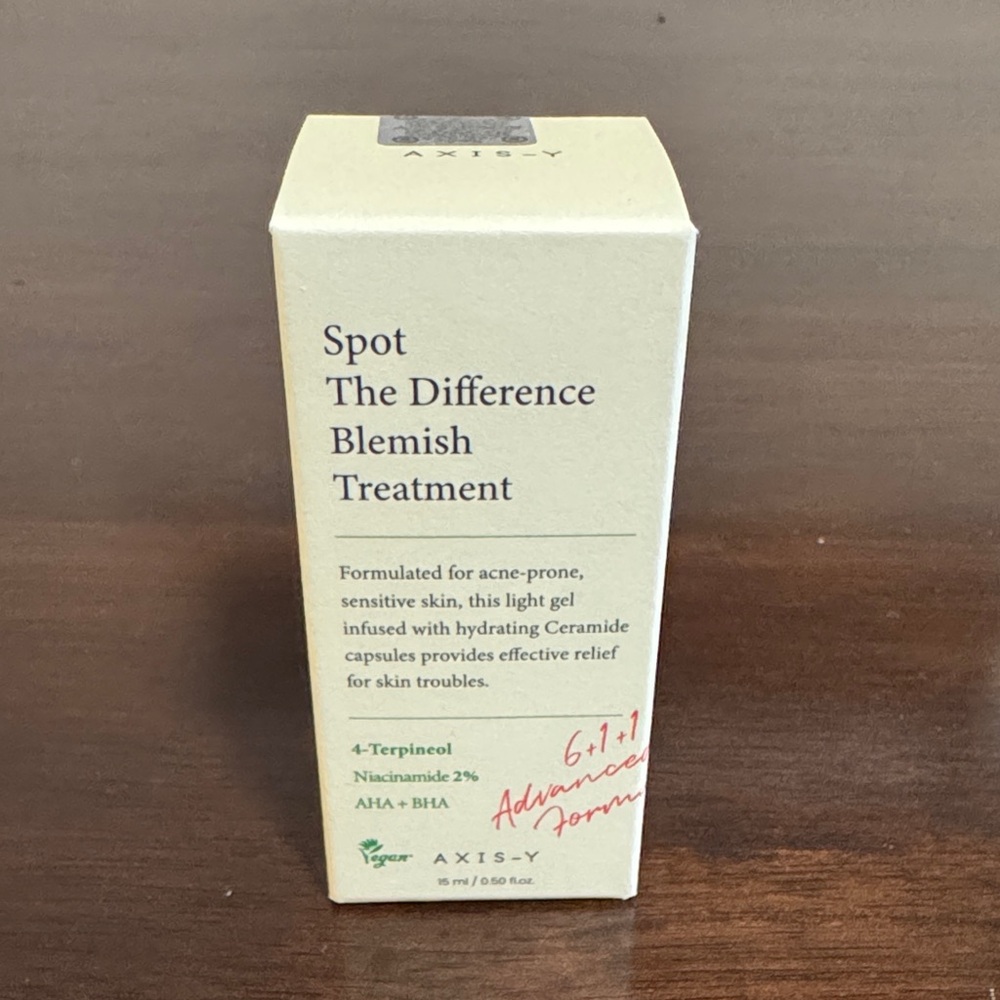 AXIS-Y
Spot
The Difference
Blemish
Treatment
Formulated for acne-prone,
sensitive skin, this light gel
infused with hydrating Ceramide
capsules provides effective relief
for skin troubles.
4-Terpineol
Niacinamide 2%
AHA + BHA
6+1+1
Advanced
Form
Vegan
AXIS-Y
15 ml / 0.50 fl.oz.